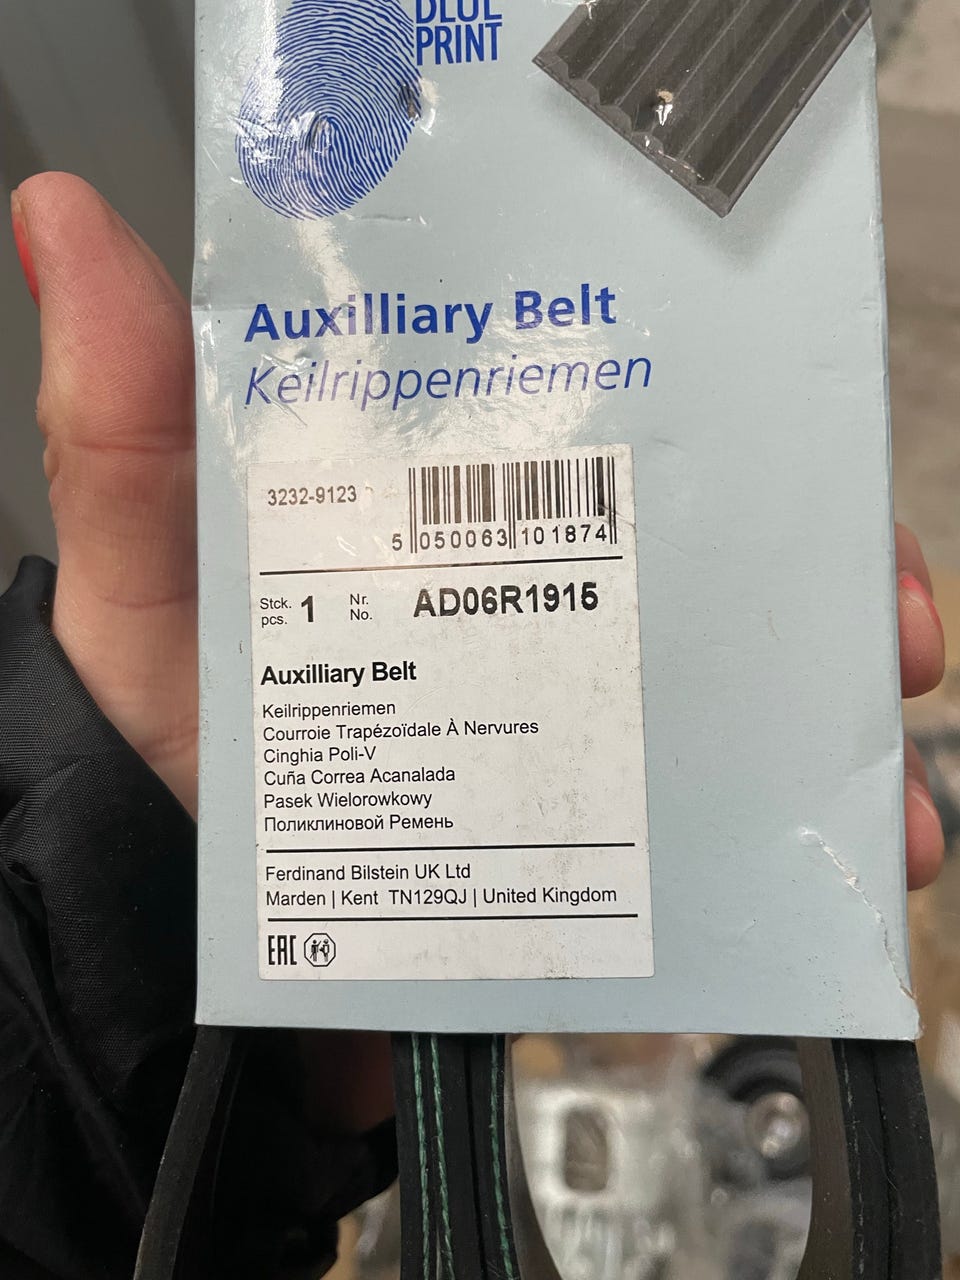 BLUE
PRINT
Auxilliary Belt
Keilrippenriemen
3232-9123
5 050063 101874
Stck. pcs. 1 Nr. No. AD06R1915
Auxilliary Belt
Keilrippenriemen
Courroie Trapézoïdale À Nervures
Cinghia Poli-V
Cuña Correa Acanalada
Pasek Wielorowkowy
Поликлиновой Ремень
Ferdinand Bilstein UK Ltd
Marden | Kent TN129QJ | United Kingdom
EAC